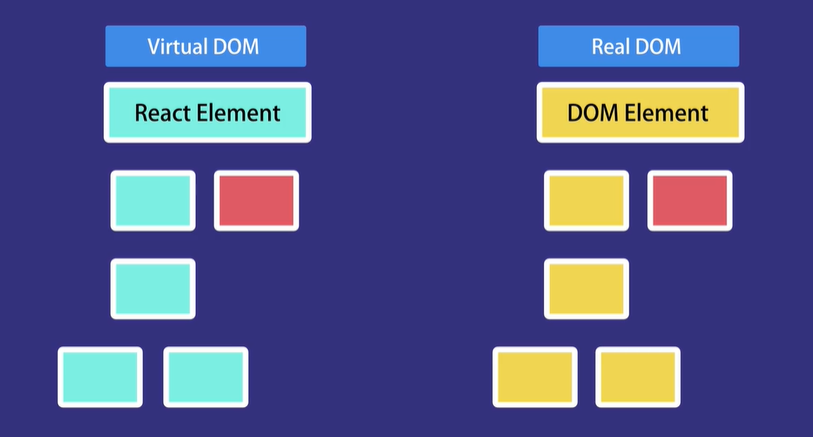 Virtual DOM
Real DOM
React Element
DOM Element